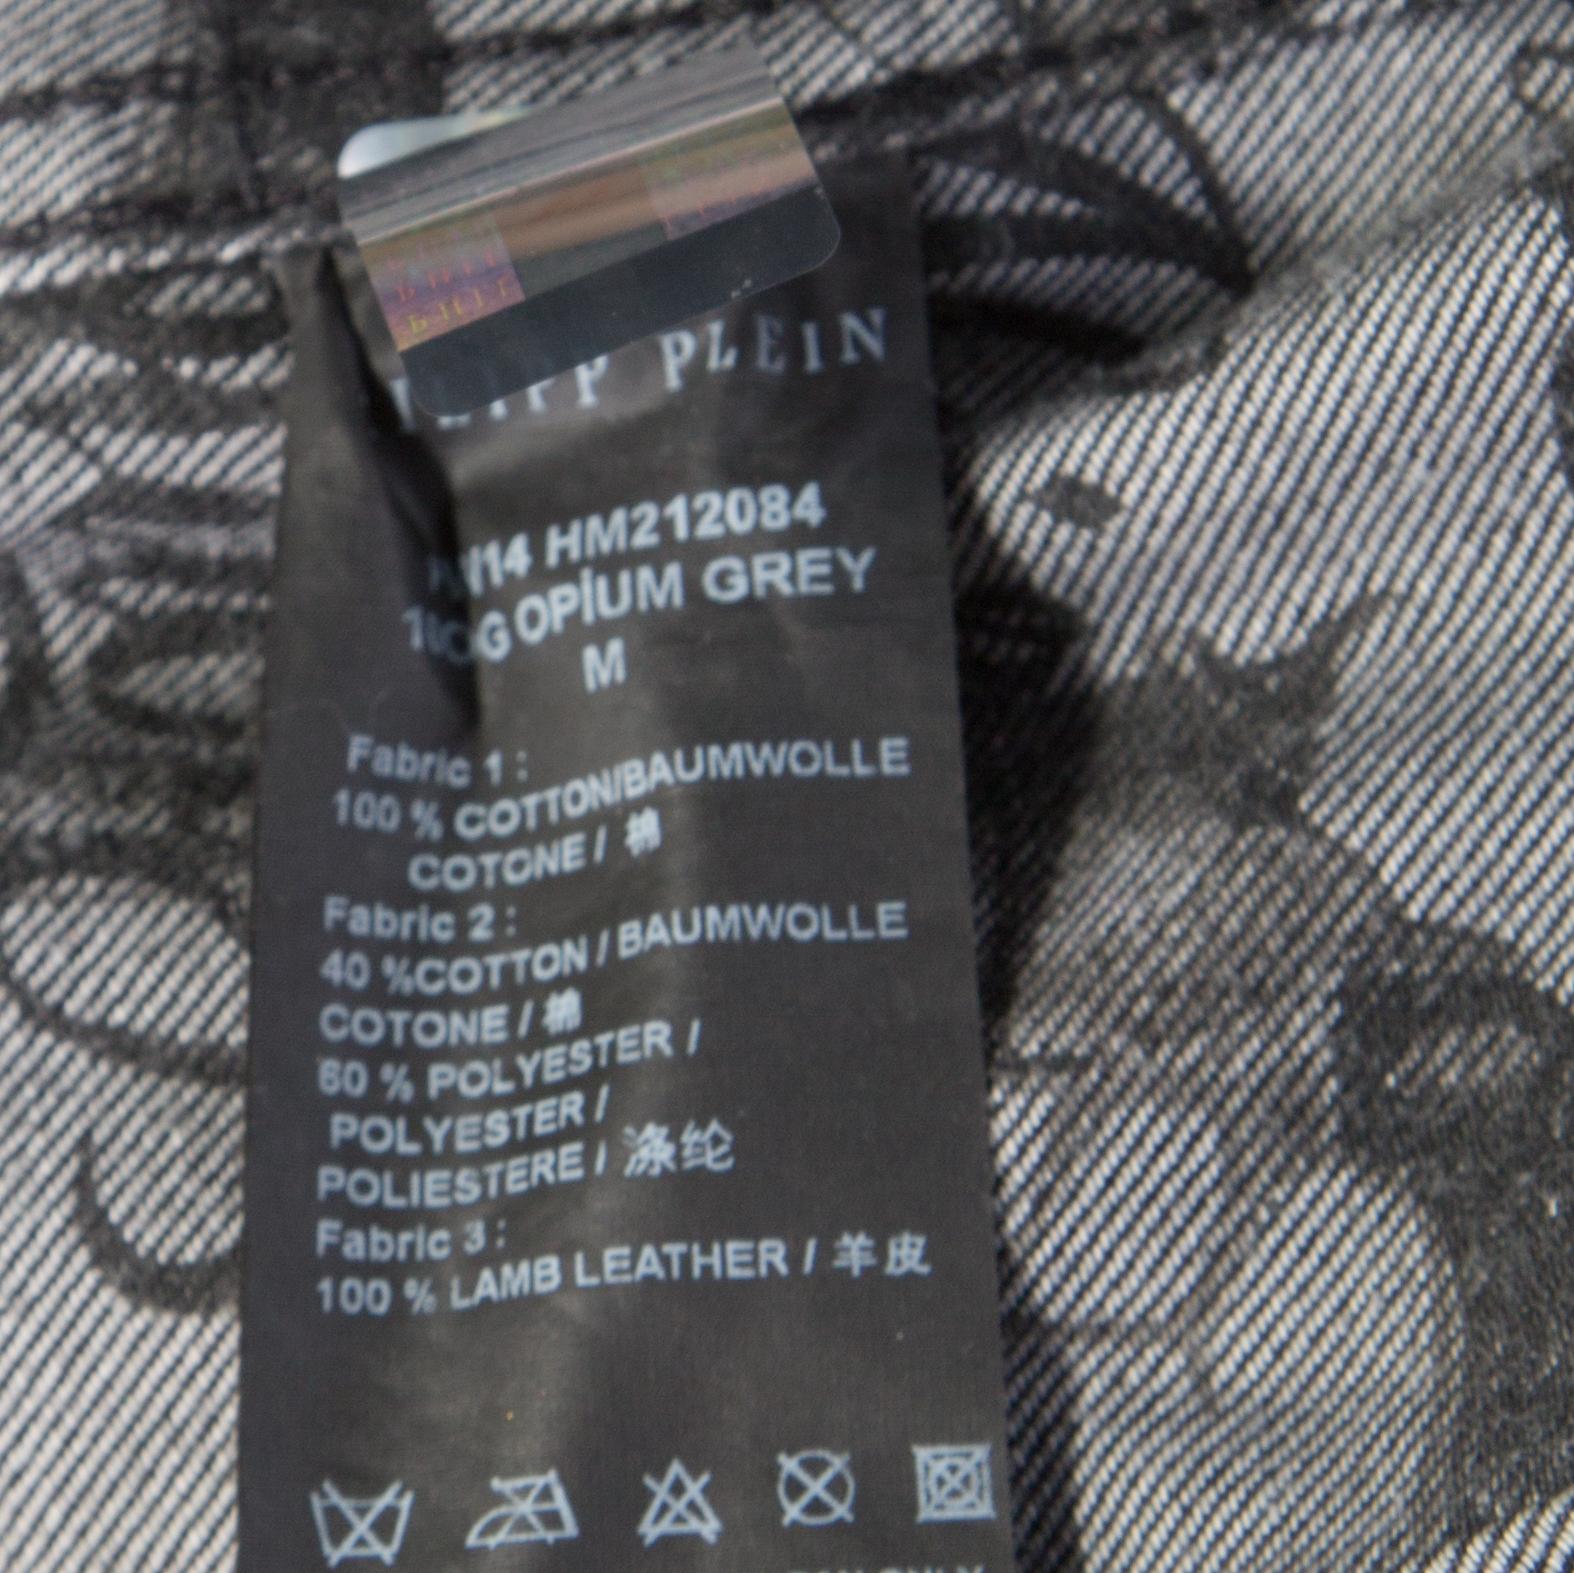 PLEIN
HM212084
OPIUM GREY
M
Fabric 1 :
100 % COTTON/BAUMWOLLE
COTONE / 棉
Fabric 2 :
40 %COTTON / BAUMWOLLE
COTONE / 棉
60 % POLYESTER /
POLYESTER /
POLIESTERE / 涤纶
Fabric 3 :
100 % LAMB LEATHER / 羊皮